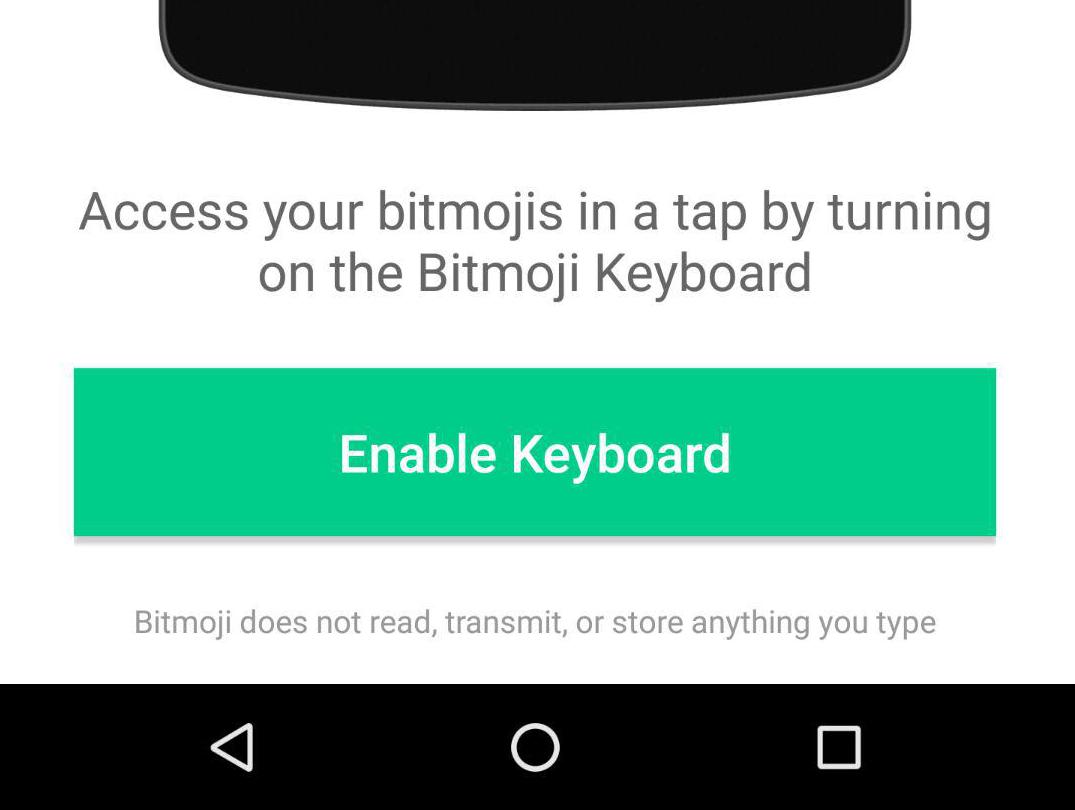 Access your bitmojis in a tap by turning
on the Bitmoji Keyboard
Enable Keyboard
Bitmoji does not read, transmit, or store anything you type